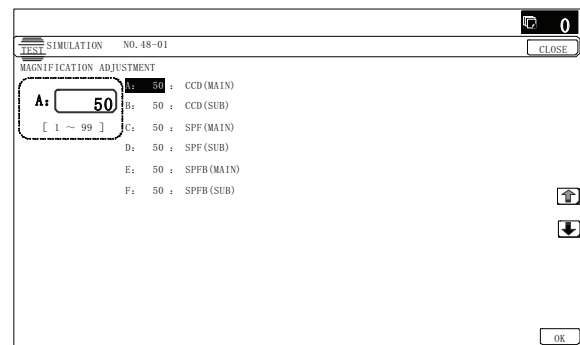 0
TEST SIMULATION NO.48-01
CLOSE
MAGNIFICATION ADJUSTMENT
A: 50
[ 1 ~ 99 ]
A: 50 : CCD(MAIN)
B: 50 : CCD(SUB)
C: 50 : SPF(MAIN)
D: 50 : SPF(SUB)
E: 50 : SPFB(MAIN)
F: 50 : SPFB(SUB)
OK